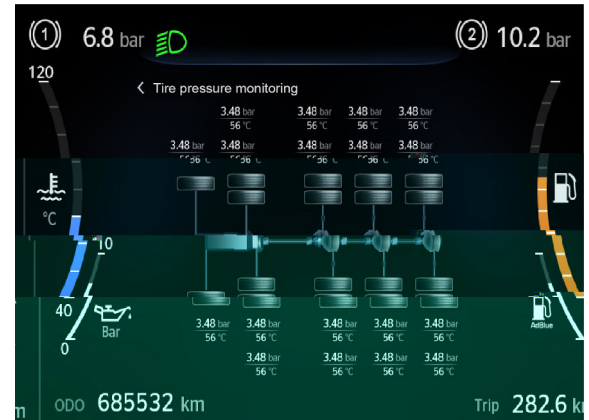 (1) 6.8 bar (2) 10.2 bar
120
Tire pressure monitoring
3.48 bar 3.48 bar 3.48 bar 3.48 bar
56 °C 56 °C 56 °C 56 °C
3.48 bar 3.48 bar 3.48 bar 3.48 bar 3.48 bar
°C
10
40
Bar
AdBlue
0
3.48 bar 3.48 bar 3.48 bar 3.48 bar 3.48 bar
56 °C 56 °C 56 °C 56 °C 56 °C
3.48 bar 3.48 bar 3.48 bar 3.48 bar
56 °C 56 °C 56 °C 56 °C
m ODO 685532 km Trip 282.6 k